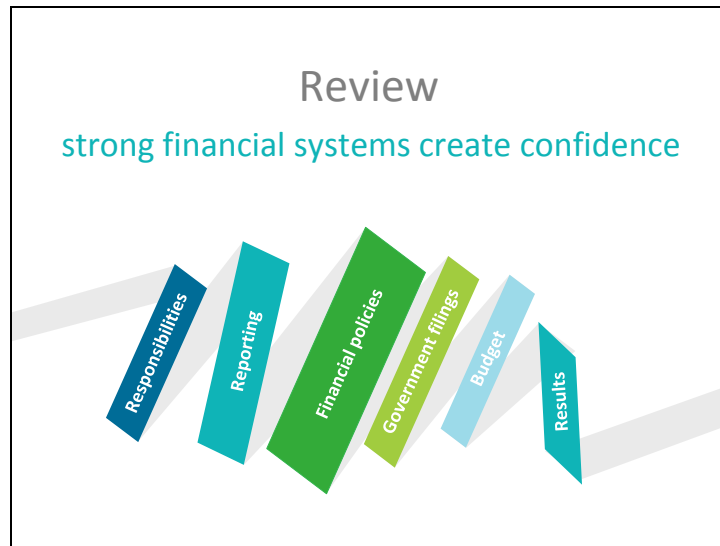 Review
strong financial systems create confidence
Responsibilities
Reporting
Financial policies
Government filings
Budget
Results